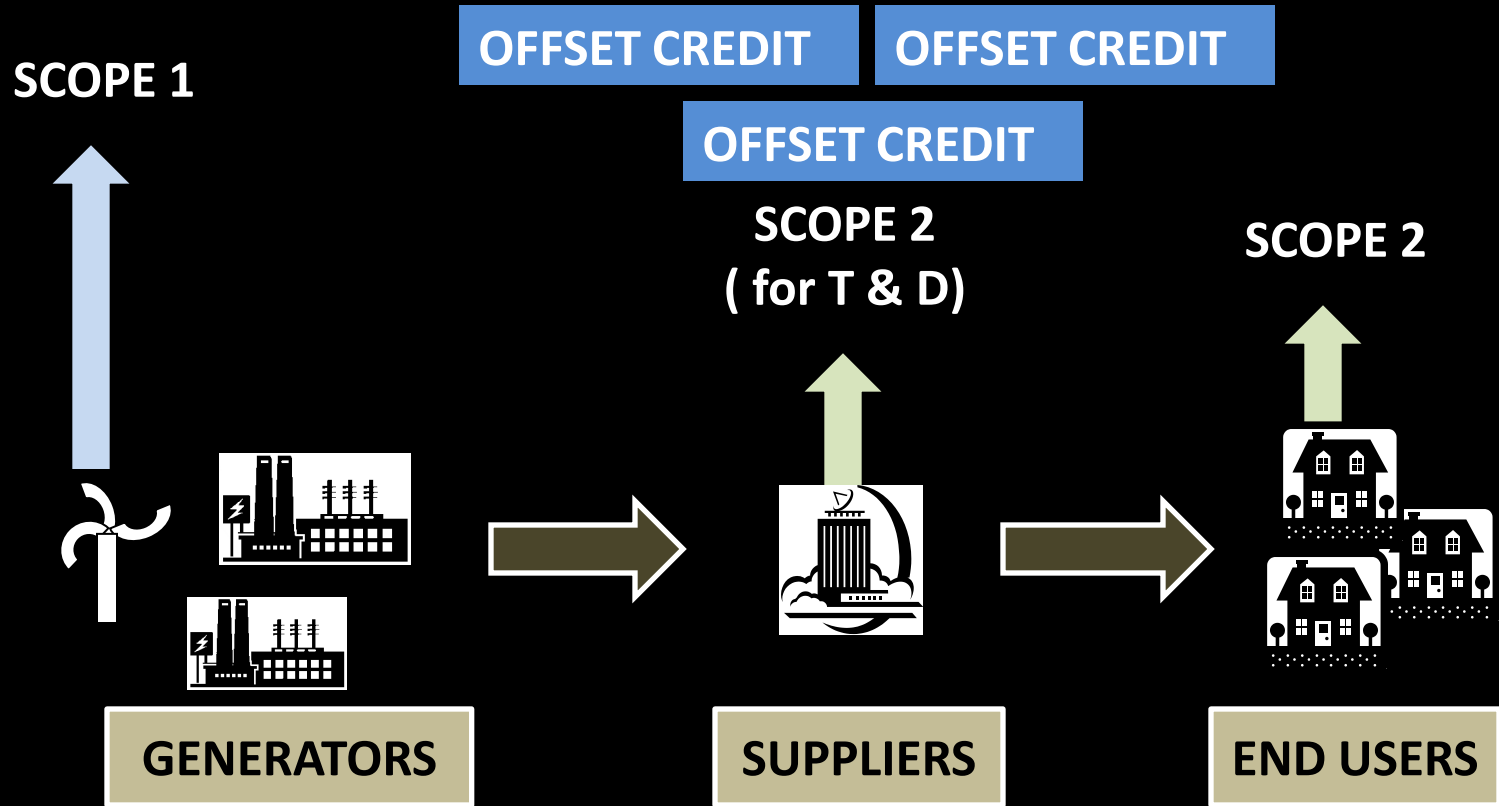 OFFSET CREDIT
OFFSET CREDIT
SCOPE 1
OFFSET CREDIT
SCOPE 2
( for T & D)
SCOPE 2
GENERATORS
SUPPLIERS
END USERS